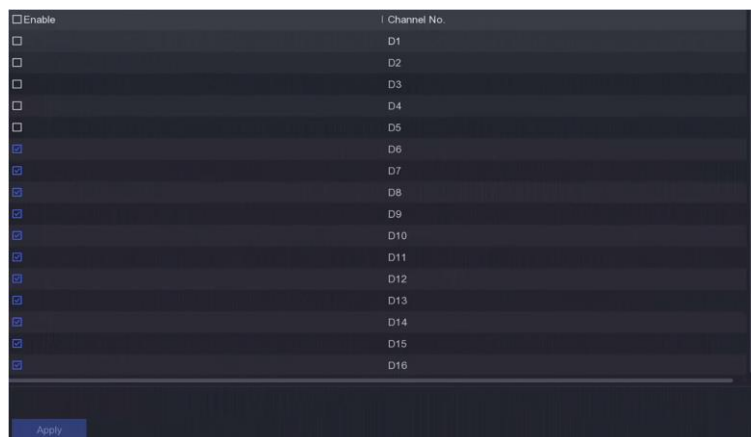 Enable Channel No.
D1
D2
D3
D4
D5
D6
D7
D8
D9
D10
D11
D12
D13
D14
D15
D16
Apply